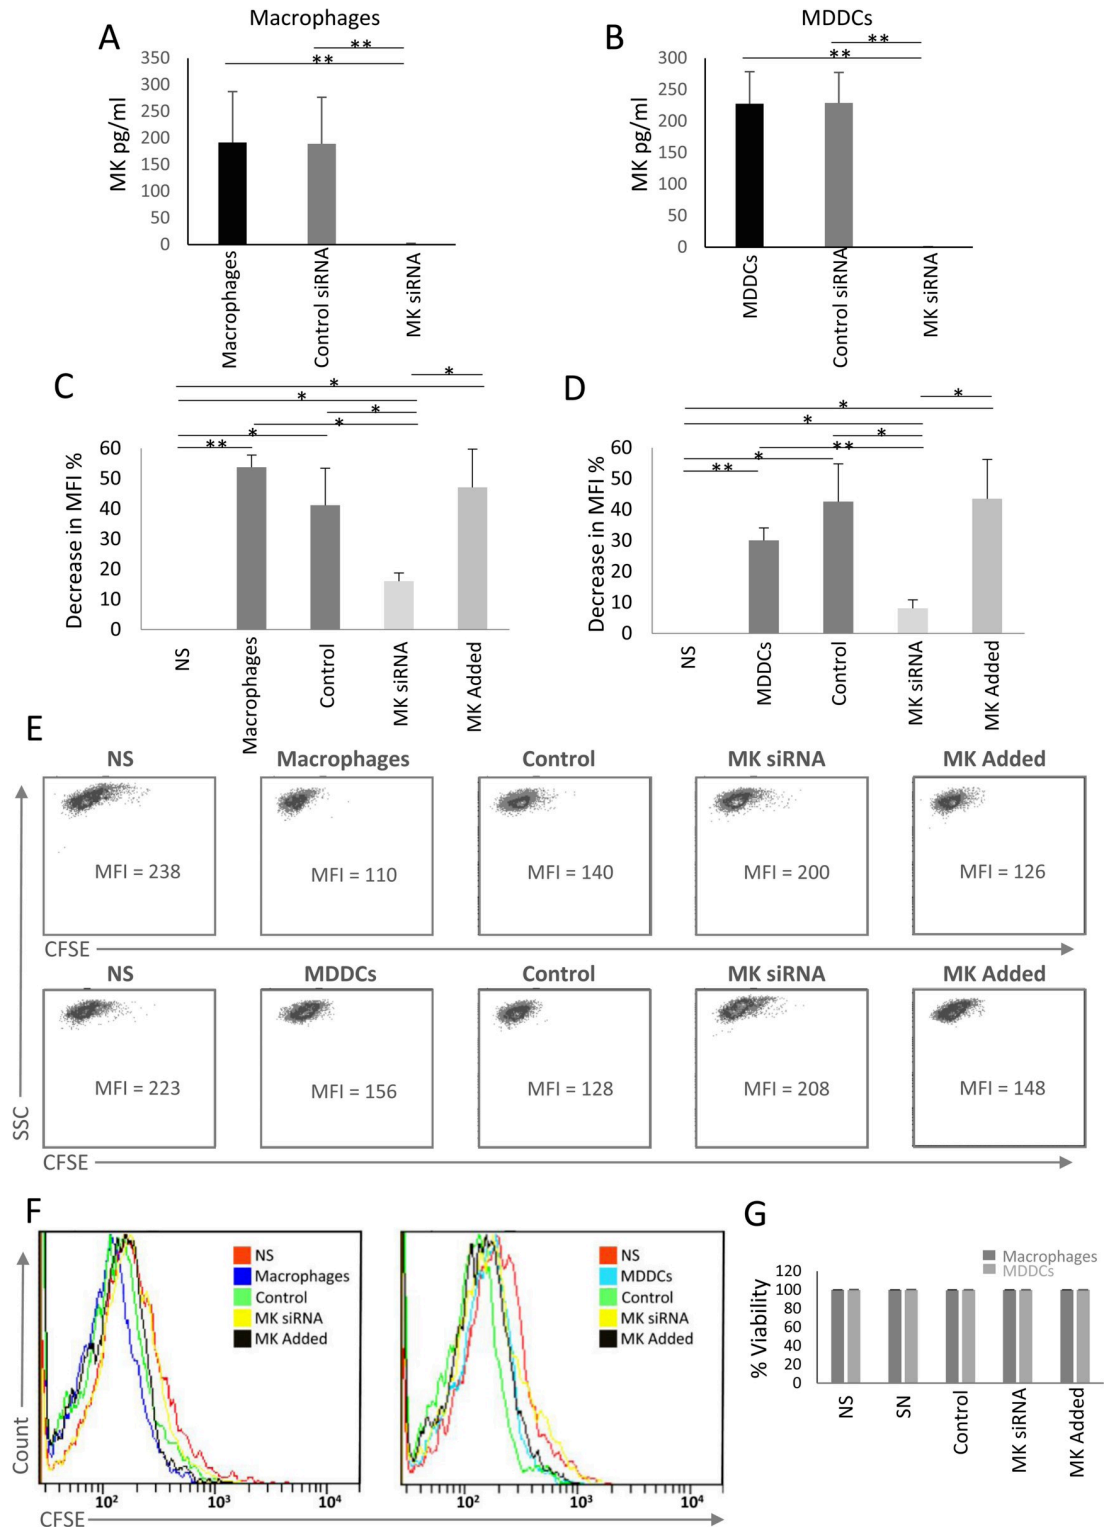 Macrophages
A
**
**
350
300
250
200
150
100
50
0
MK pg/ml
Macrophages
Control siRNA
MK siRNA
MDDCs
B
**
**
300
250
200
150
100
50
0
MK pg/ml
MDDCs
Control siRNA
MK siRNA
C
*
*
*
*
*
*
**
60
50
40
30
20
10
0
Decrease in MFI %
NS
Macrophages
Control
MK siRNA
MK Added
D
*
*
*
*
**
*
**
60
50
40
30
20
10
0
Decrease in MFI %
NS
MDDCs
Control
MK siRNA
MK Added
E
NS
Macrophages
Control
MK siRNA
MK Added
MFI = 238
MFI = 110
MFI = 140
MFI = 200
MFI = 126
CFSE
NS
MDDCs
Control
MK siRNA
MK Added
MFI = 223
MFI = 156
MFI = 128
MFI = 208
MFI = 148
SSC
CFSE
F
NS
Macrophages
Control
MK siRNA
MK Added
NS
MDDCs
Control
MK siRNA
MK Added
Count
10²
10³
10⁴
10²
10³
10⁴
CFSE
G
Macrophages
MDDCs
120
100
80
60
40
20
0
% Viability
NS
SN
Control
MK siRNA
MK Added